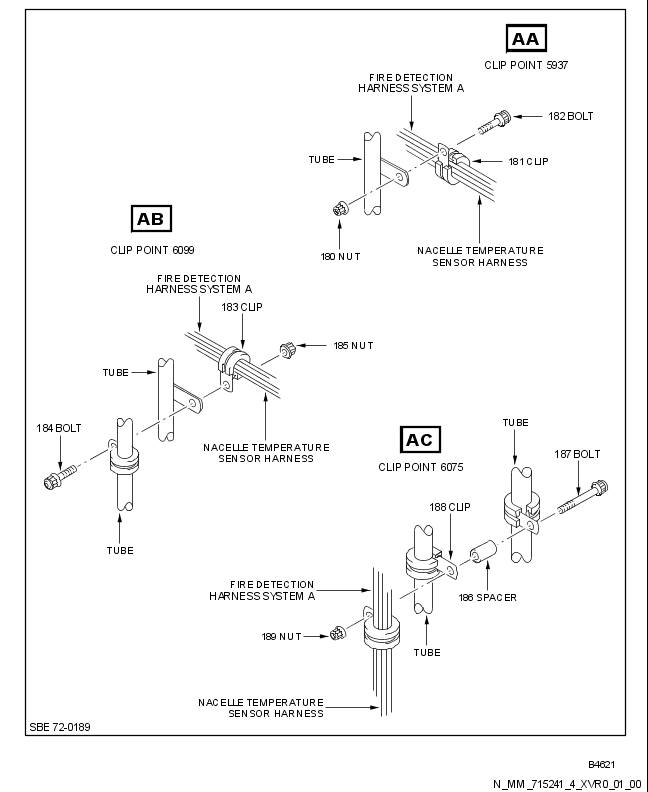 AA
CLIP POINT 5937
FIRE DETECTION
HARNESS SYSTEM A
182 BOLT
TUBE
181 CLIP
180 NUT
NACELLE TEMPERATURE
SENSOR HARNESS
AB
CLIP POINT 6099
FIRE DETECTION
HARNESS SYSTEM A
183 CLIP
185 NUT
TUBE
184 BOLT
NACELLE TEMPERATURE
SENSOR HARNESS
TUBE
AC
CLIP POINT 6075
TUBE
187 BOLT
188 CLIP
186 SPACER
FIRE DETECTION
HARNESS SYSTEM A
189 NUT
TUBE
NACELLE TEMPERATURE
SENSOR HARNESS
SBE 72-0189
B4621
N_MM_715241_4_XVR0_01_00